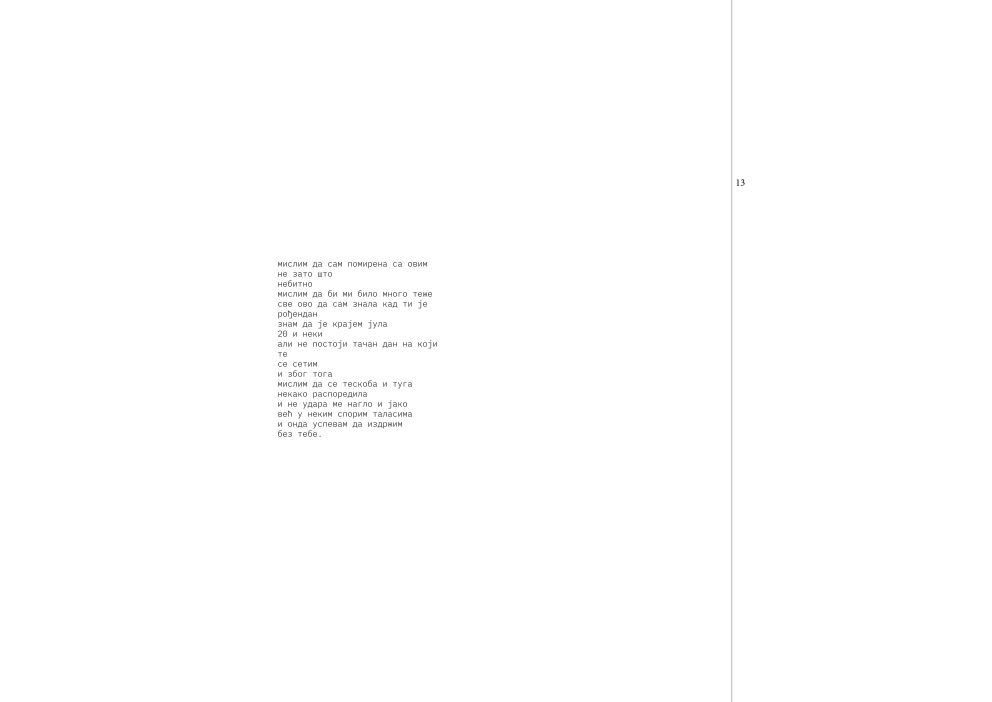 13
мислим да сам помирена са овим
не зато што
небитно
мислим да би ми било много теже
све ово да сам знала кад ти је
рођендан
знам да је крајем јула
20 и неки
али не постоји тачан дан на који
те
се сетим
и због тога
мислим да се тескоба и туга
некако распоредила
и не удара ме нагло и јако
већ у неким спорим таласима
и онда успевам да издржим
без тебе.